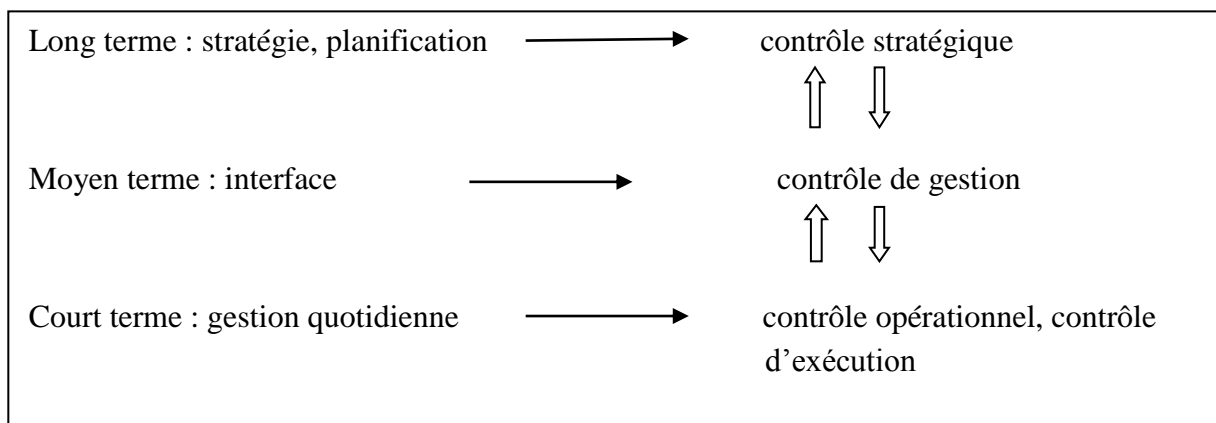 Long terme : stratégie, planification contrôle stratégique
Moyen terme : interface contrôle de gestion
Court terme : gestion quotidienne contrôle opérationnel, contrôle
d’exécution